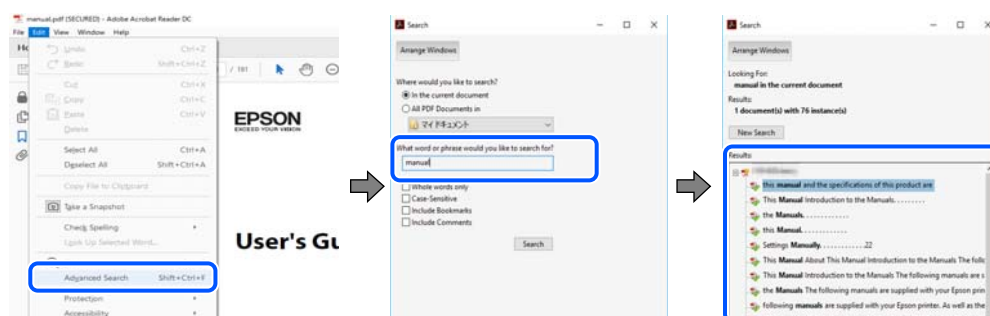 manual.pdf (SECURED) - Adobe Acrobat Reader DC
File Edit View Window Help
Undo Ctrl+Z
Shift+Ctrl+Z
Cut Ctrl+X
Copy Ctrl+C
Paste Ctrl+V
Delete
Select All Ctrl+A
Deselect All Shift+Ctrl+A
Copy File to Clipboard
Take a Snapshot
Check Spelling
Look Up Selected Word...
Advanced Search Shift+Ctrl+F
Protection
Accessibility
/ 181
EPSON
EXCEED YOUR VISION
User's Gu
Search
Arrange Windows
Where would you like to search?
In the current document
All PDF Documents in
マイ ドキュメント
What word or phrase would you like to search for?
manual
Whole words only
Case-Sensitive
Include Bookmarks
Include Comments
Search
Search
Arrange Windows
Looking For:
manual in the current document
Results:
1 document(s) with 76 instance(s)
New Search
Results:
this manual and the specifications of this product are
This Manual Introduction to the Manuals. . . . . . . .
the Manuals. . . . . . . . . . . .
this Manual. . . . . . . . . . . .
Settings Manually. . . . . . . . . . . . 22
This Manual About This Manual Introduction to the Manuals The follc
This Manual Introduction to the Manuals The following manuals are s
the Manuals The following manuals are supplied with your Epson prin
following manuals are supplied with your Epson printer. As well as the